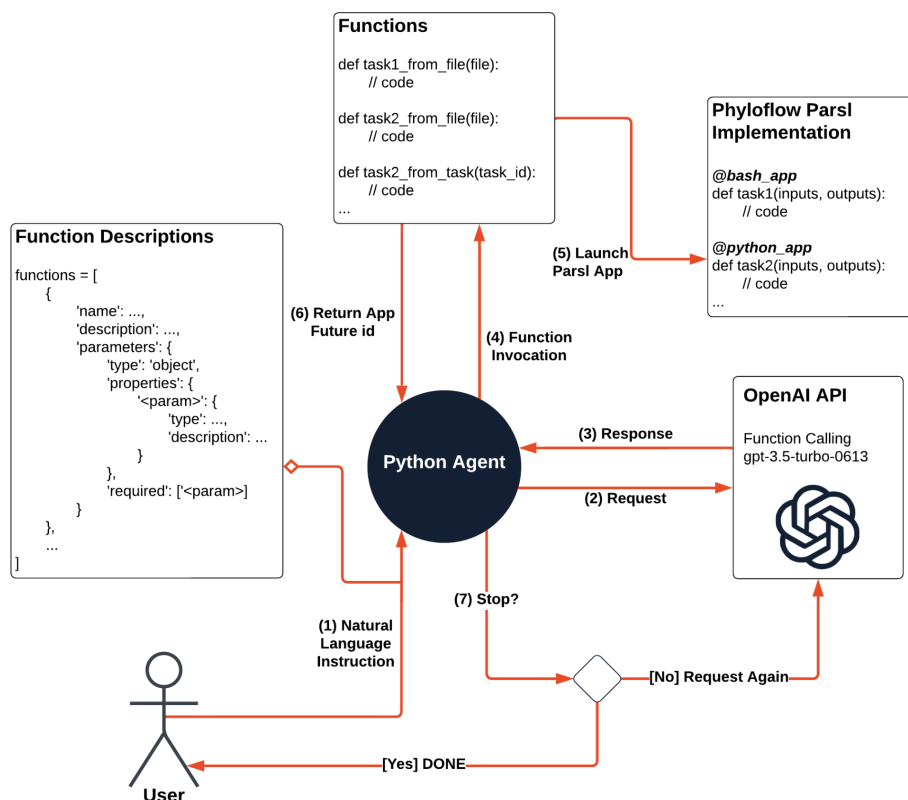 Functions
def task1_from_file(file):
// code
def task2_from_file(file):
// code
def task2_from_task(task_id):
// code
...
Phyloflow Parsl
Implementation
@bash_app
def task1(inputs, outputs):
// code
@python_app
def task2(inputs, outputs):
// code
...
Function Descriptions
functions = [
{
'name': ...,
'description': ...,
'parameters': {
'type': 'object',
'properties': {
'<param>': {
'type': ...,
'description': ...
}
},
'required': ['<param>]
}
},
...
]
(5) Launch
Parsl App
(6) Return App
Future id
(4) Function
Invocation
Python Agent
(3) Response
(2) Request
OpenAI API
Function Calling
gpt-3.5-turbo-0613
(7) Stop?
(1) Natural
Language
Instruction
[No] Request Again
[Yes] DONE
User